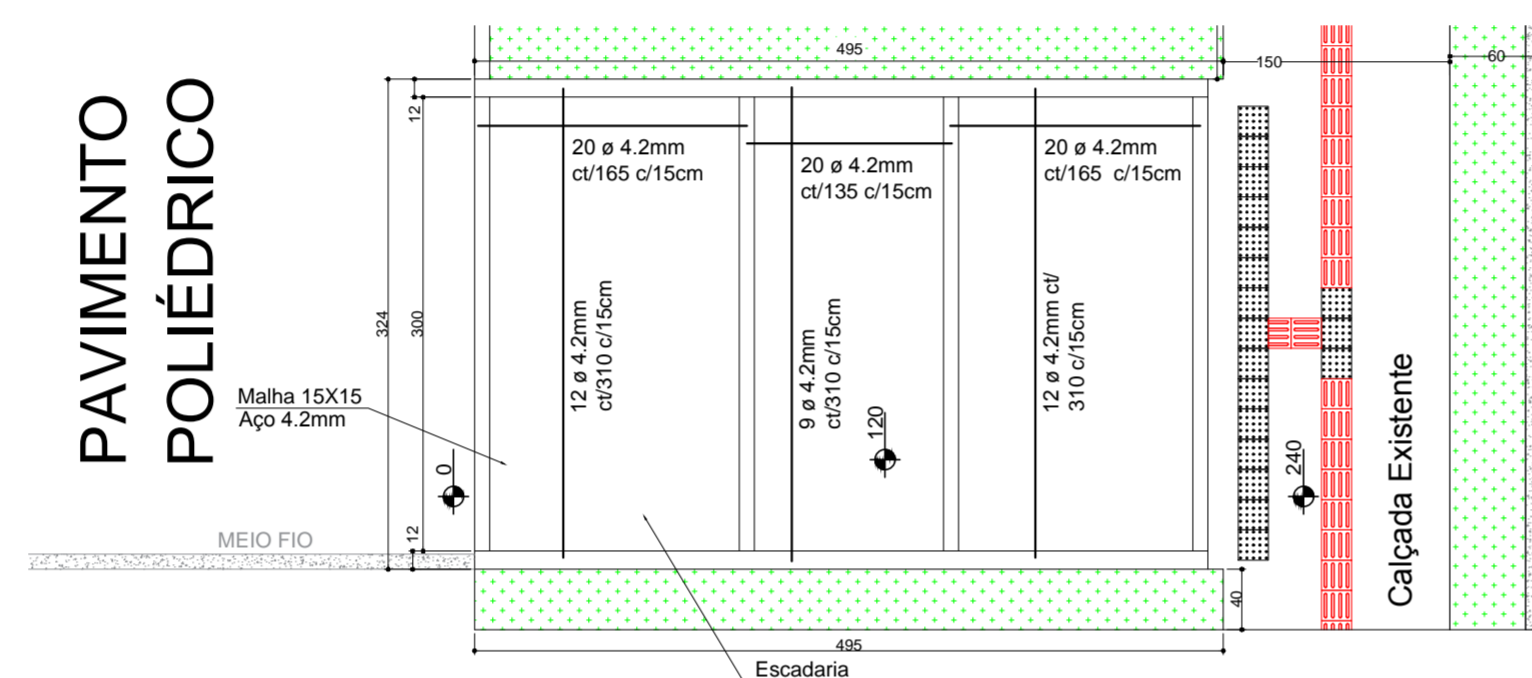 PAVIMENTO
POLIÉDRICO
495
150
60
12
324
300
12
20 ø 4.2mm
ct/165 c/15cm
20 ø 4.2mm
ct/135 c/15cm
20 ø 4.2mm
ct/165 c/15cm
12 ø 4.2mm
ct/310 c/15cm
9 ø 4.2mm
ct/310 c/15cm
12 ø 4.2mm ct/
310 c/15cm
Malha 15X15
Aço 4.2mm
0
120
240
MEIO FIO
Calçada Existente
40
495
Escadaria